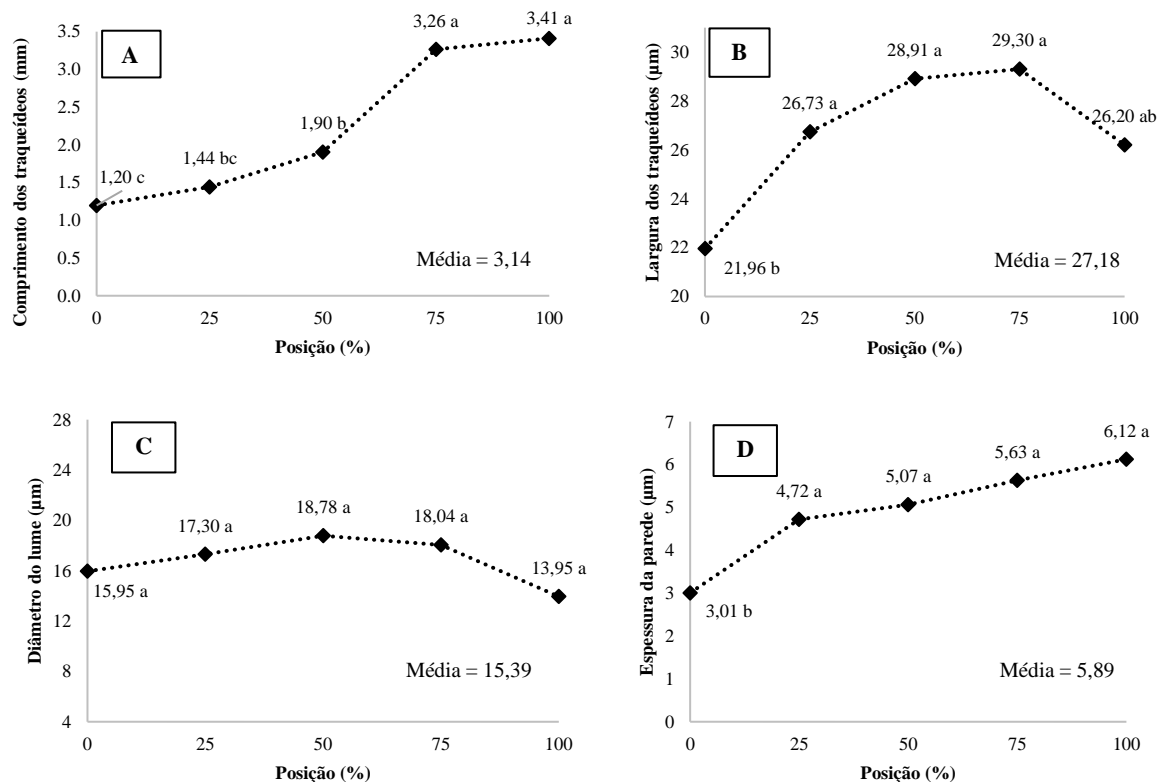 A
Comprimento dos traqueídeos (mm)
3.5
3.0
2.5
2.0
1.5
1.0
0.5
0.0
1,20 c
1,44 bc
1,90 b
3,26 a
3,41 a
Média = 3,14
0 25 50 75 100
Posição (%)
B
Largura dos traqueídeos (µm)
30
28
26
24
22
20
21,96 b
26,73 a
28,91 a
29,30 a
26,20 ab
Média = 27,18
0 25 50 75 100
Posição (%)
C
Diâmetro do lume (µm)
28
24
20
16
12
8
4
15,95 a
17,30 a
18,78 a
18,04 a
13,95 a
Média = 15,39
0 25 50 75 100
Posição (%)
D
Espessura da parede (µm)
7
6
5
4
3
2
1
0
3,01 b
4,72 a
5,07 a
5,63 a
6,12 a
Média = 5,89
0 25 50 75 100
Posição (%)